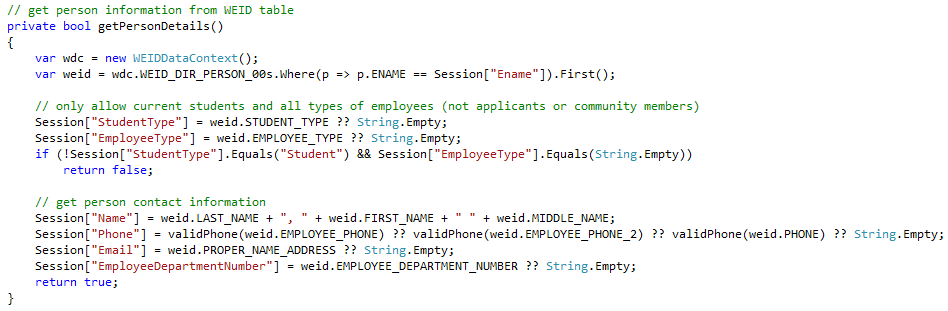 // get person information from WEID table
private bool getPersonDetails()
{
    var wdc = new WEIDDataContext();
    var weid = wdc.WEID_DIR_PERSON_00s.Where(p => p.ENAME == Session["Ename"]).First();

    // only allow current students and all types of employees (not applicants or community members)
    Session["StudentType"] = weid.STUDENT_TYPE ?? String.Empty;
    Session["EmployeeType"] = weid.EMPLOYEE_TYPE ?? String.Empty;
    if (!Session["StudentType"].Equals("Student") && Session["EmployeeType"].Equals(String.Empty))
        return false;

    // get person contact information
    Session["Name"] = weid.LAST_NAME + ", " + weid.FIRST_NAME + " " + weid.MIDDLE_NAME;
    Session["Phone"] = validPhone(weid.EMPLOYEE_PHONE) ?? validPhone(weid.EMPLOYEE_PHONE_2) ?? validPhone(weid.PHONE) ?? String.Empty;
    Session["Email"] = weid.PROPER_NAME_ADDRESS ?? String.Empty;
    Session["EmployeeDepartmentNumber"] = weid.EMPLOYEE_DEPARTMENT_NUMBER ?? String.Empty;
    return true;
}